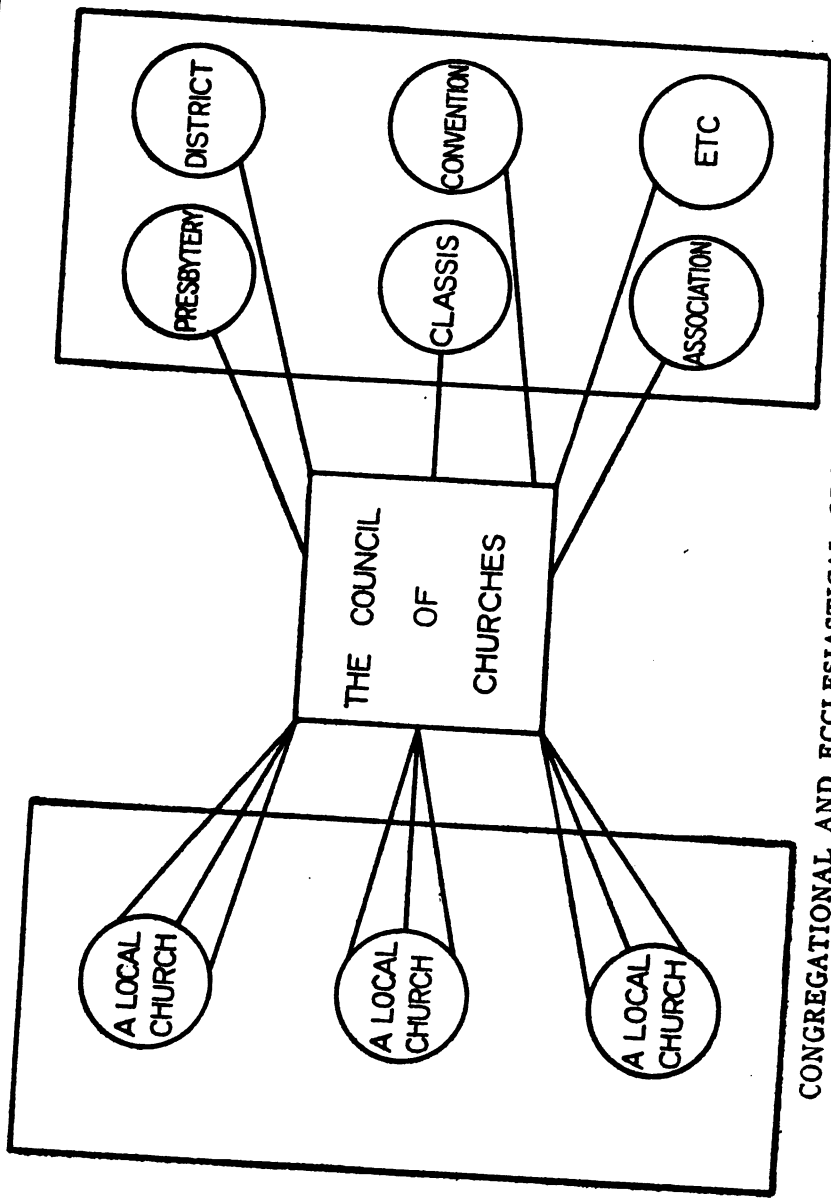 A LOCAL
CHURCH
A LOCAL
CHURCH
A LOCAL
CHURCH
THE COUNCIL
OF
CHURCHES
PRESBYTERY
DISTRICT
CLASSIS
CONVENTION
ASSOCIATION
ETC
CONGREGATIONAL AND ECCLESIASTICAL